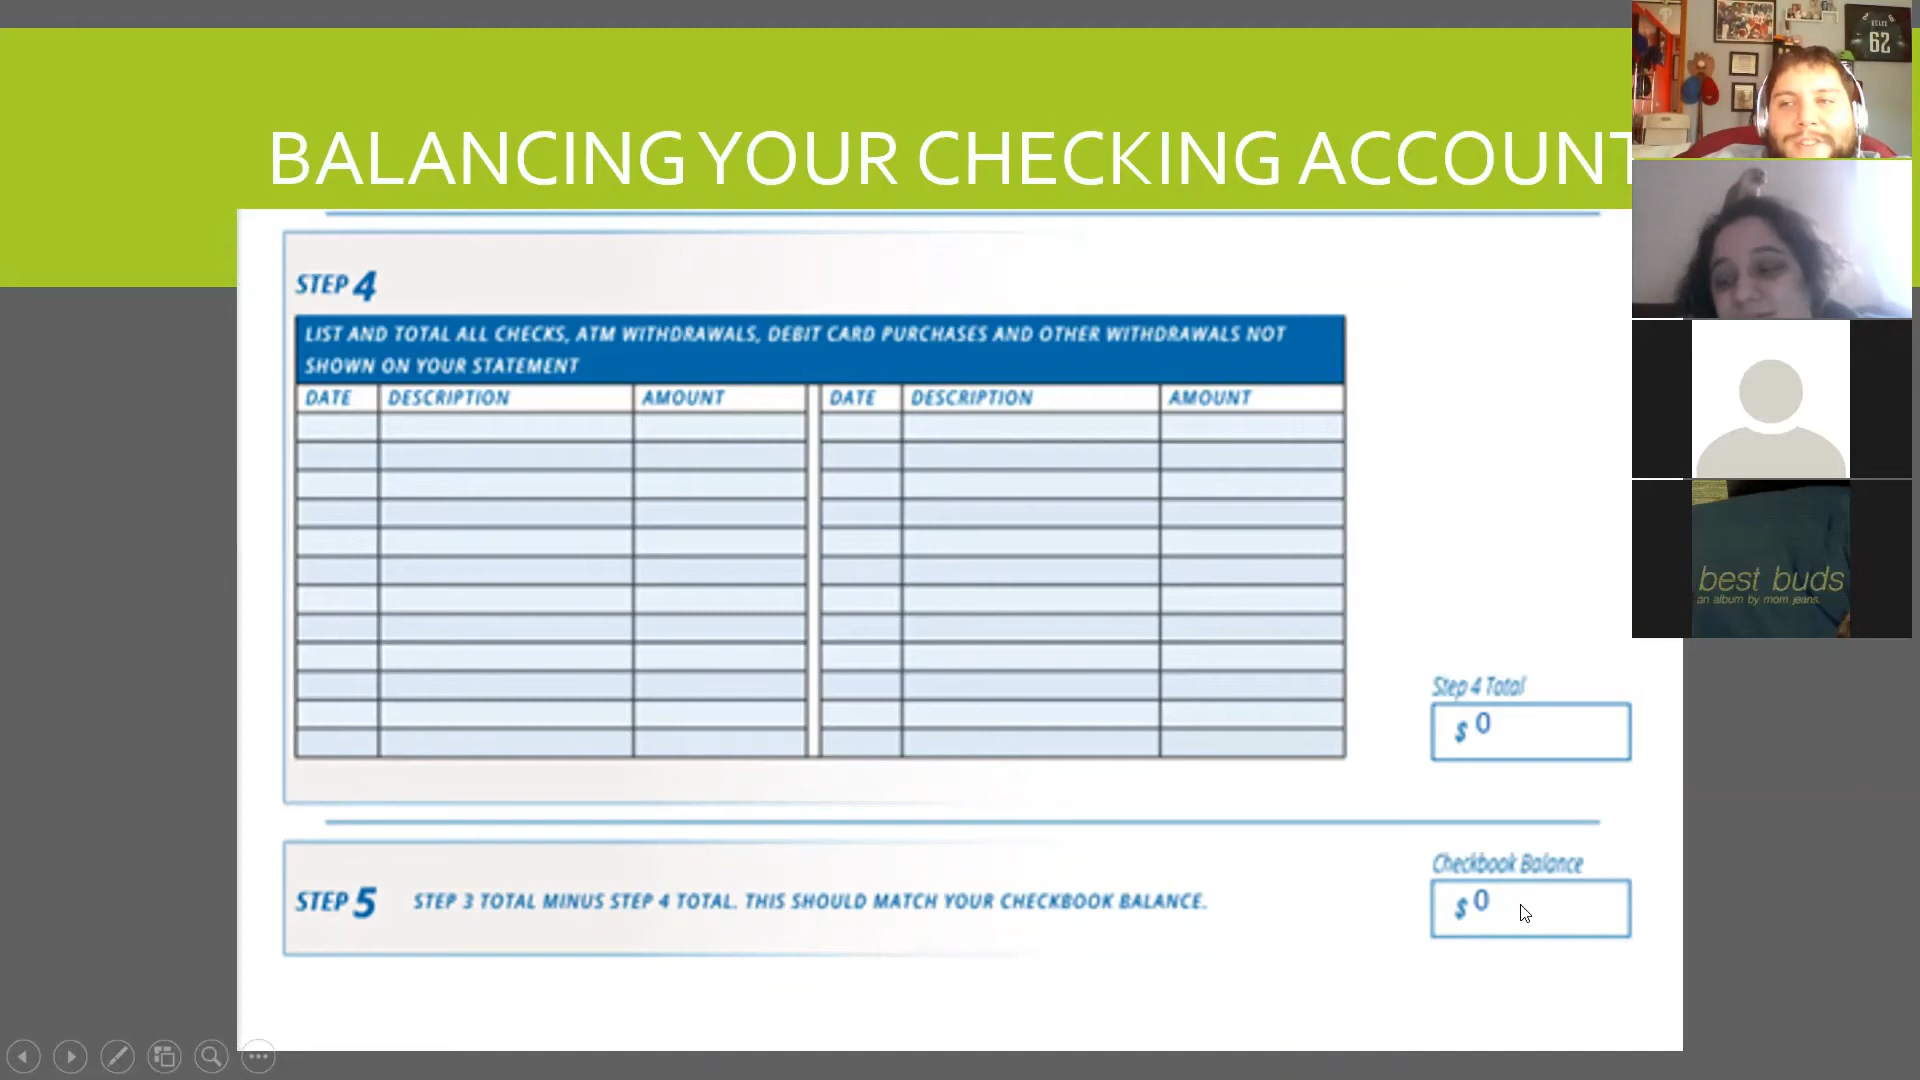 BALANCING YOUR CHECKING ACCOUNT
STEP 4
LIST AND TOTAL ALL CHECKS, ATM WITHDRAWALS, DEBIT CARD PURCHASES AND OTHER WITHDRAWALS NOT
SHOWN ON YOUR STATEMENT
DATE DESCRIPTION AMOUNT DATE DESCRIPTION AMOUNT
Step 4 Total
$ 0
STEP 5 STEP 3 TOTAL MINUS STEP 4 TOTAL. THIS SHOULD MATCH YOUR CHECKBOOK BALANCE.
Checkbook Balance
$ 0
62
best buds
an album by mom jeans.